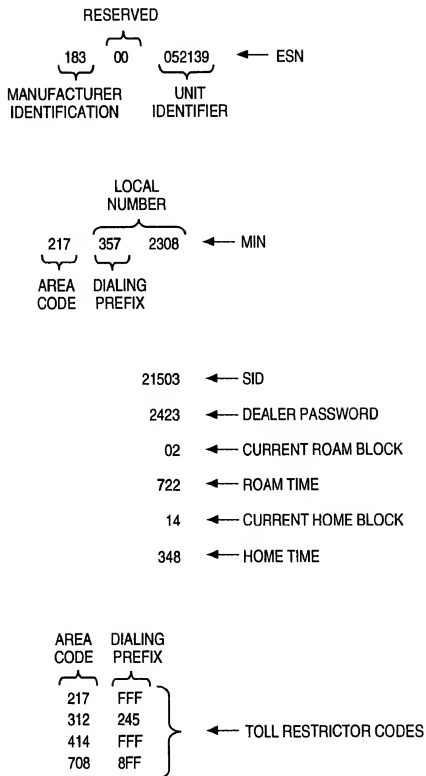 RESERVED
183 00 052139 ESN
MANUFACTURER IDENTIFICATION
UNIT IDENTIFIER
LOCAL NUMBER
217 357 2308 MIN
AREA CODE
DIALING PREFIX
21503 SID
2423 DEALER PASSWORD
02 CURRENT ROAM BLOCK
722 ROAM TIME
14 CURRENT HOME BLOCK
348 HOME TIME
AREA CODE
DIALING PREFIX
217 FFF
312 245
414 FFF
708 8FF
TOLL RESTRICTOR CODES